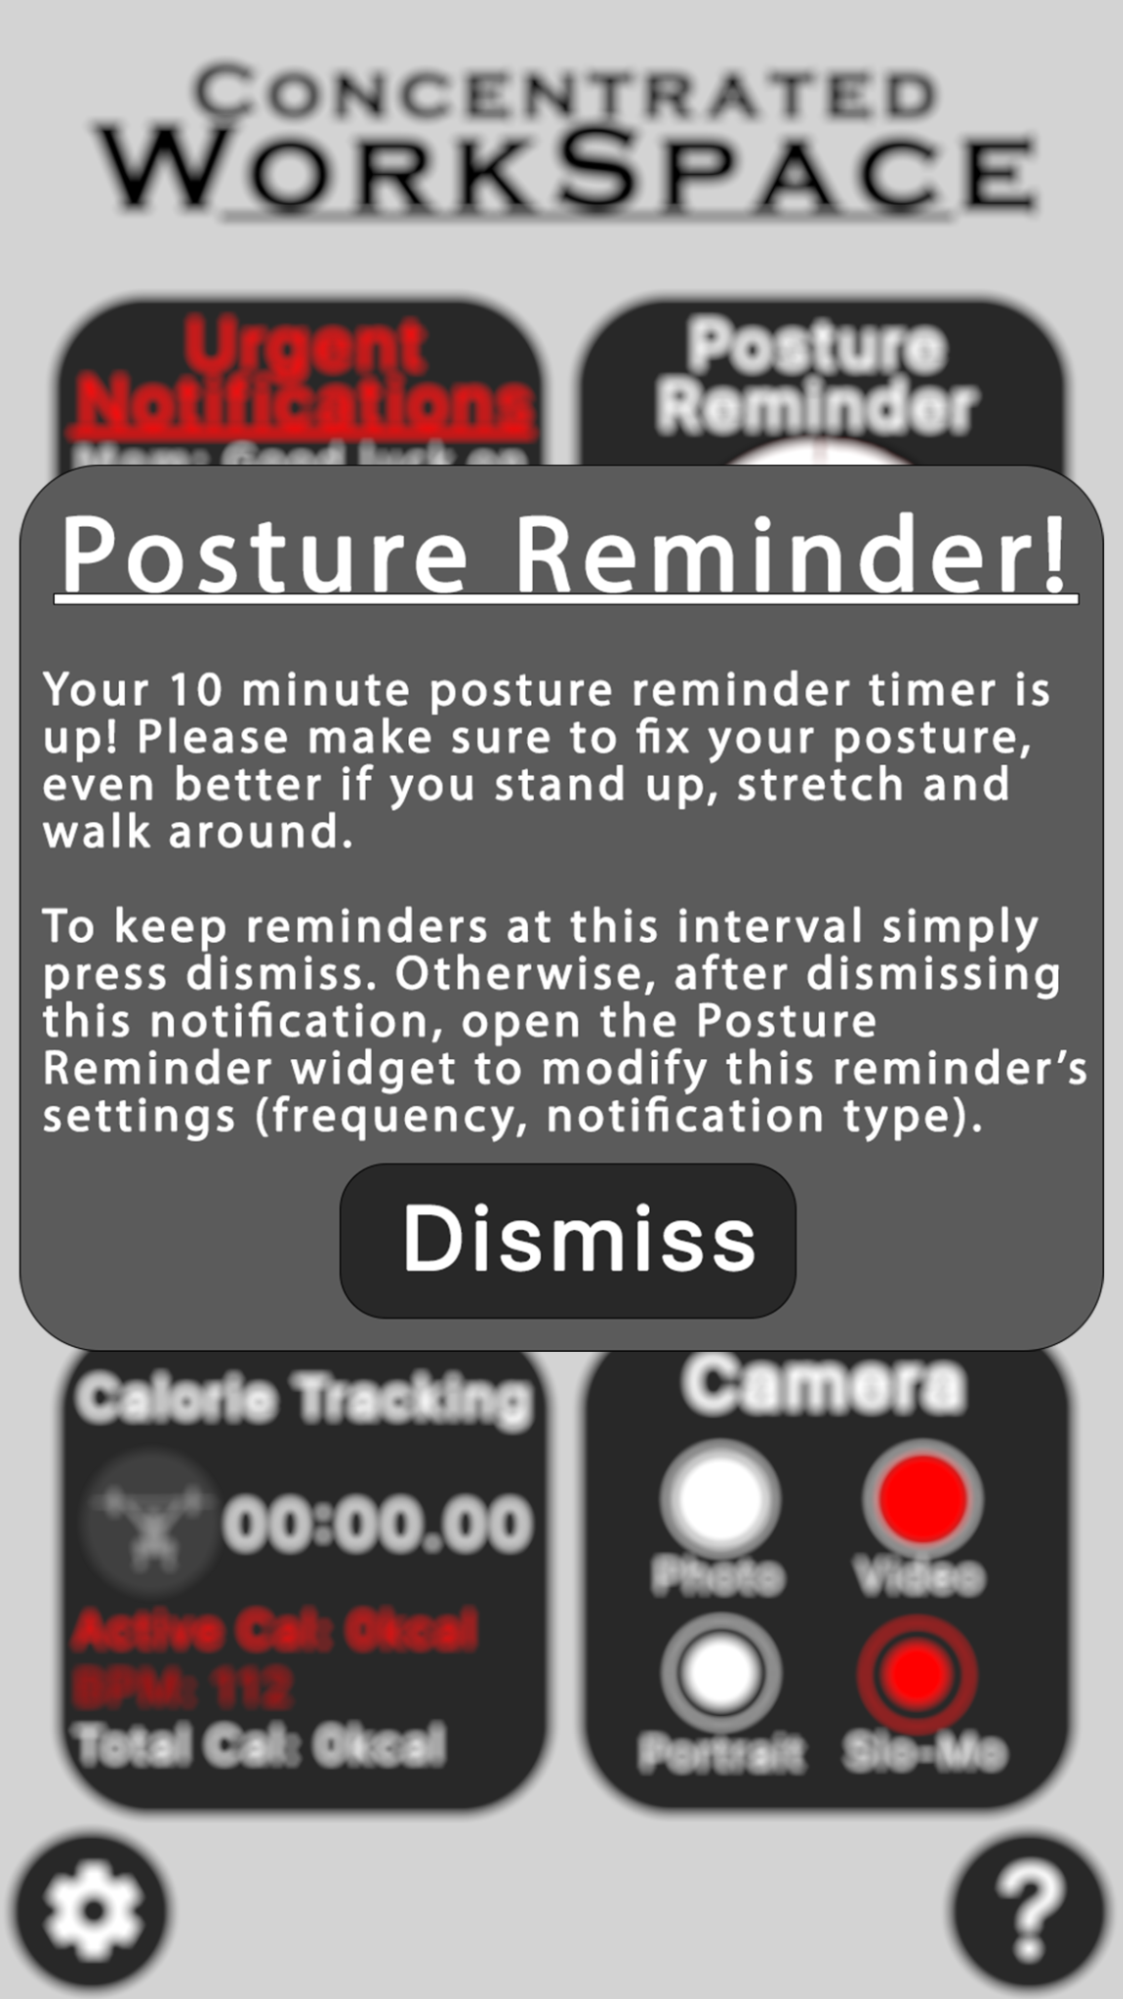 CONCENTRATED
WORKSPACE
Urgent
Notifications
Posture
Reminder
Mom: Good luck on
Posture Reminder!
Your 10 minute posture reminder timer is
up! Please make sure to fix your posture,
even better if you stand up, stretch and
walk around.
To keep reminders at this interval simply
press dismiss. Otherwise, after dismissing
this notification, open the Posture
Reminder widget to modify this reminder’s
settings (frequency, notification type).
Dismiss
Calorie Tracking
00:00.00
Active Cal: 0kcal
BPM: 112
Total Cal: 0kcal
Camera
Photo
Video
Portrait
Slo-Mo
?